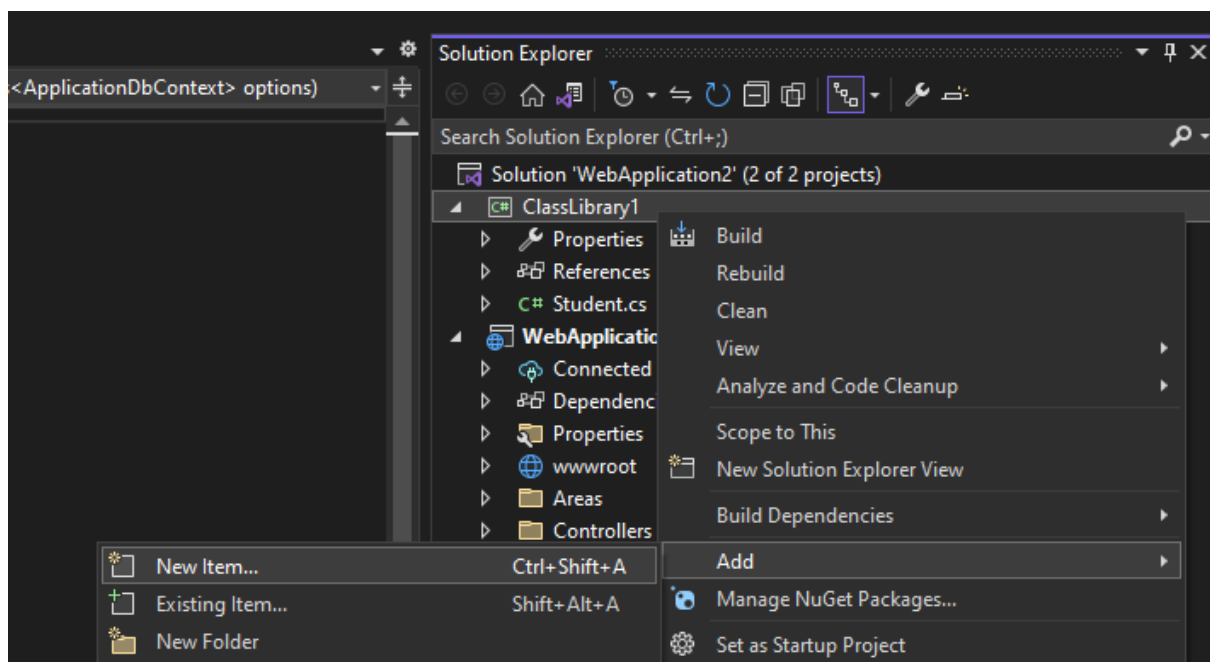 Solution Explorer
<ApplicationDbContext> options)
Search Solution Explorer (Ctrl+;)
Solution 'WebApplication2' (2 of 2 projects)
C# ClassLibrary1
Properties
References
C# Student.cs
WebApplicatio
Connected
Dependenc
Properties
wwwroot
Areas
Controllers
Build
Rebuild
Clean
View
Analyze and Code Cleanup
Scope to This
New Solution Explorer View
Build Dependencies
Add
Manage NuGet Packages...
Set as Startup Project
New Item... Ctrl+Shift+A
Existing Item... Shift+Alt+A
New Folder